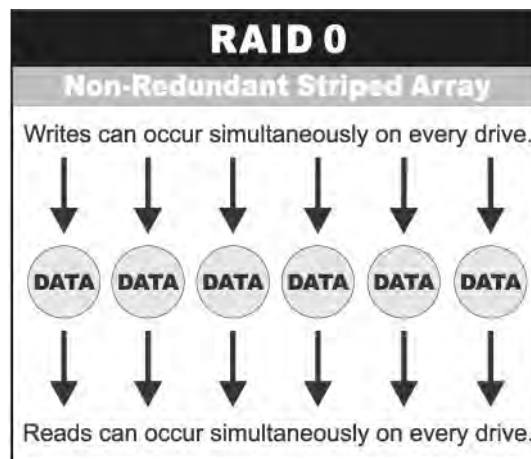 RAID 0
Non-Redundant Striped Array
Writes can occur simultaneously on every drive.
DATA DATA DATA DATA DATA DATA
Reads can occur simultaneously on every drive.